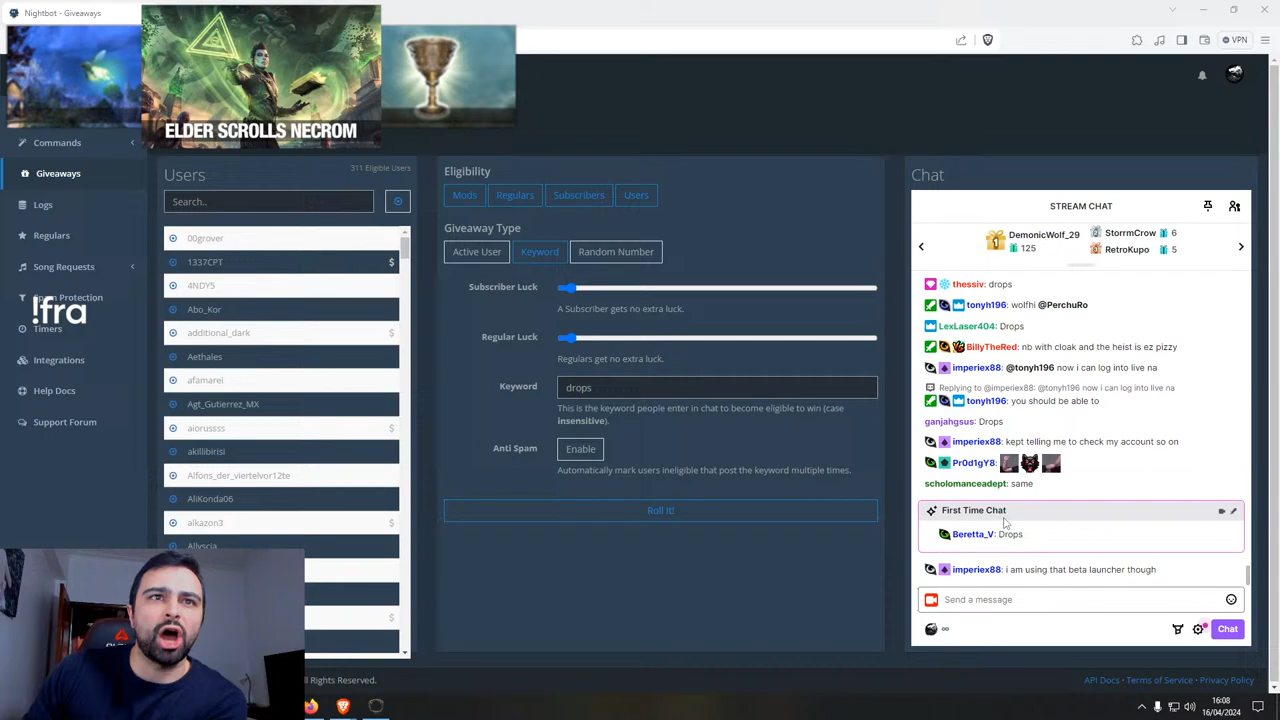 Nightbot - Giveaways
VPN
ELDER SCROLLS NECROM
Commands
Giveaways
Logs
Regulars
Song Requests
Spam Protection
!fra
Timers
Integrations
Help Docs
Support Forum
Users
311 Eligible Users
Search..
00grover
1337CPT
$
4NDY5
Abo_Kor
additional_dark
$
Aethales
afamarei
Agt_Gutierrez_MX
aiorussss
$
akillibirisi
Alfons_der_viertelvor12te
AliKonda06
alkazon3
$
Allyscia
$
Eligibility
Mods
Regulars
Subscribers
Users
Giveaway Type
Active User
Keyword
Random Number
Subscriber Luck
A Subscriber gets no extra luck.
Regular Luck
Regulars get no extra luck.
Keyword
drops
This is the keyword people enter in chat to become eligible to win (case
insensitive).
Anti Spam
Enable
Automatically mark users ineligible that post the keyword multiple times.
Roll It!
Chat
STREAM CHAT
DemonicWolf_29
125
StorrmCrow 6
RetroKupo 5
thessiv: drops
tonyh196: wolfhi @PerchuRo
LexLaser404: Drops
BillyTheRed: nb with cloak and the heist is ez pizzy
imperiex88: @tonyh196 now i can log into live na
Replying to @imperiex88: @tonyh196 now i can log into live na
tonyh196: you should be able to
ganjahgsus: Drops
imperiex88: kept telling me to check my account so on
Pr0d1gY8:
scholomanceadept: same
First Time Chat
Beretta_V: Drops
imperiex88: i am using that beta launcher though
Send a message
∞
Chat
ll Rights Reserved.
API Docs • Terms of Service • Privacy Policy
16:08
16/04/2024